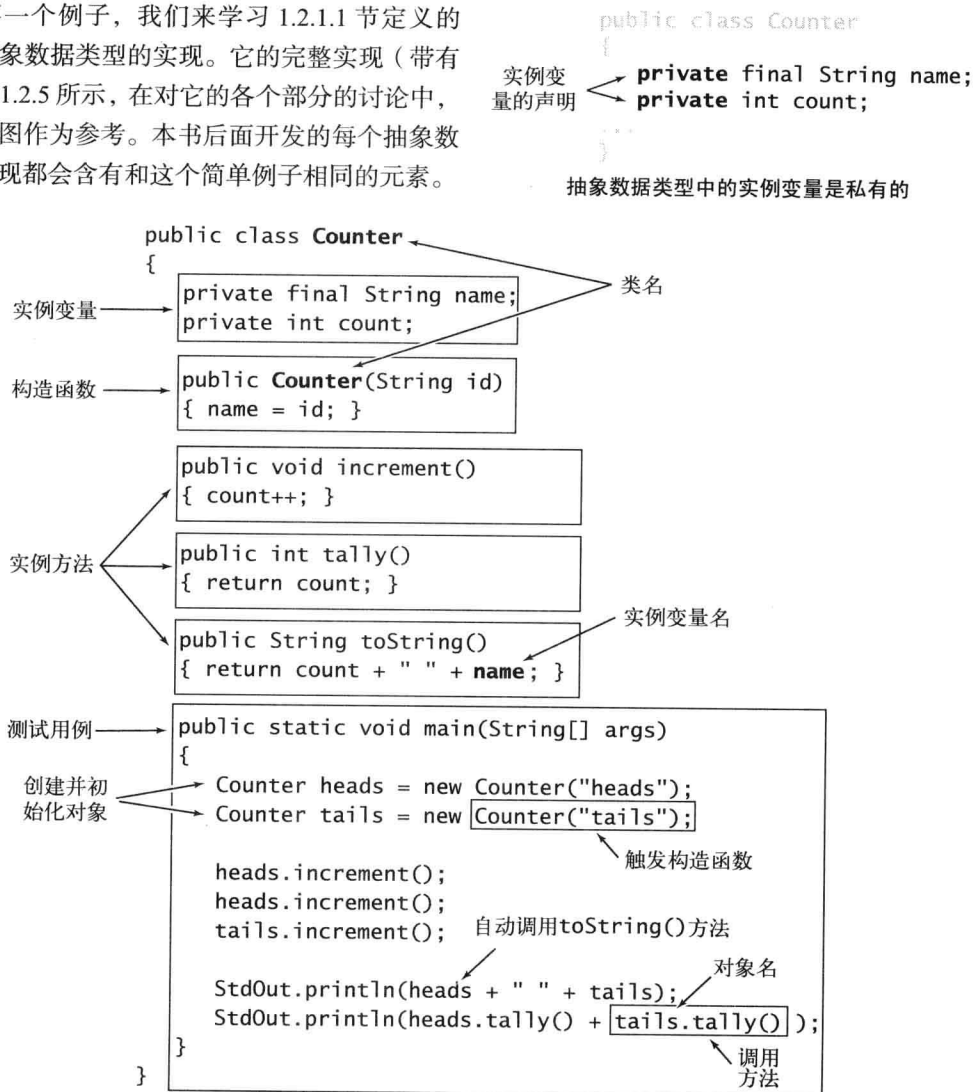 一个例子，我们来学习 1.2.1.1 节定义的
象数据类型的实现。它的完整实现（带有
1.2.5 所示，在对它的各个部分的讨论中，
图作为参考。本书后面开发的每个抽象数
现都会含有和这个简单例子相同的元素。
public class Counter
{
实例变
量的声明
private final String name;
private int count;
...
}
抽象数据类型中的实例变量是私有的
public class Counter
{
类名
实例变量
private final String name;
private int count;
构造函数
public Counter(String id)
{ name = id; }
public void increment()
{ count++; }
实例方法
public int tally()
{ return count; }
实例变量名
public String toString()
{ return count + " " + name; }
测试用例
public static void main(String[] args)
{
创建并初
始化对象
Counter heads = new Counter("heads");
Counter tails = new Counter("tails");
触发构造函数
heads.increment();
heads.increment();
tails.increment();
自动调用toString()方法
对象名
StdOut.println(heads + " " + tails);
StdOut.println(heads.tally() + tails.tally() );
}
调用
方法
}